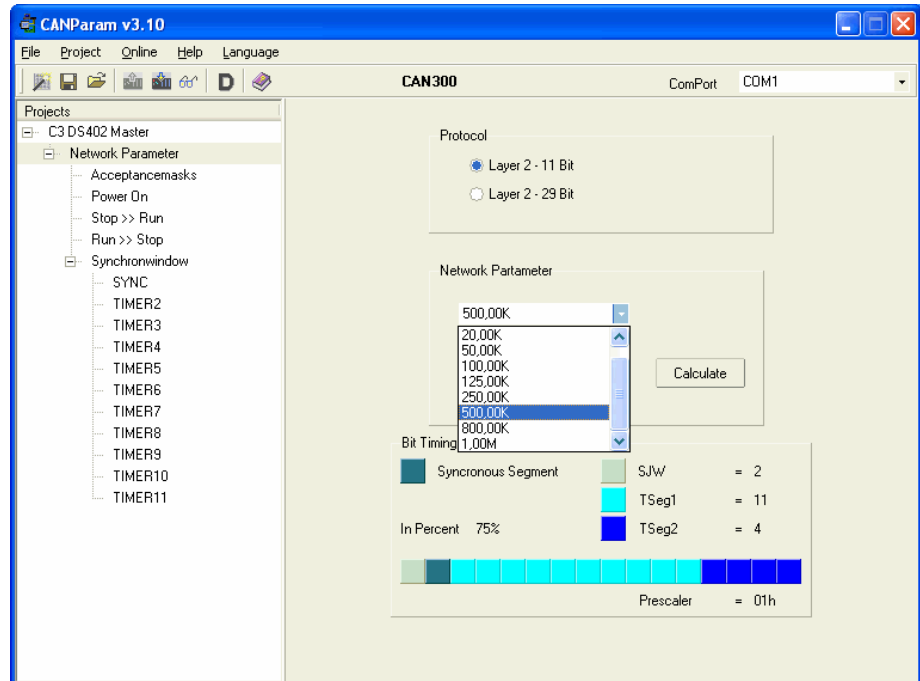 CANParam v3.10
File Project Online Help Language
D CAN300 ComPort COM1
Projects
C3 DS402 Master
Network Parameter
Acceptancemasks
Power On
Stop >> Run
Run >> Stop
Synchronwindow
SYNC
TIMER2
TIMER3
TIMER4
TIMER5
TIMER6
TIMER7
TIMER8
TIMER9
TIMER10
TIMER11
Protocol
Layer 2 - 11 Bit
Layer 2 - 29 Bit
Network Partameter
500,00K
20,00K
50,00K
100,00K
125,00K
250,00K
500,00K
800,00K
1,00M
Calculate
Bit Timing
Syncronous Segment SJW = 2
TSeg1 = 11
In Percent 75% TSeg2 = 4
Prescaler = 01h